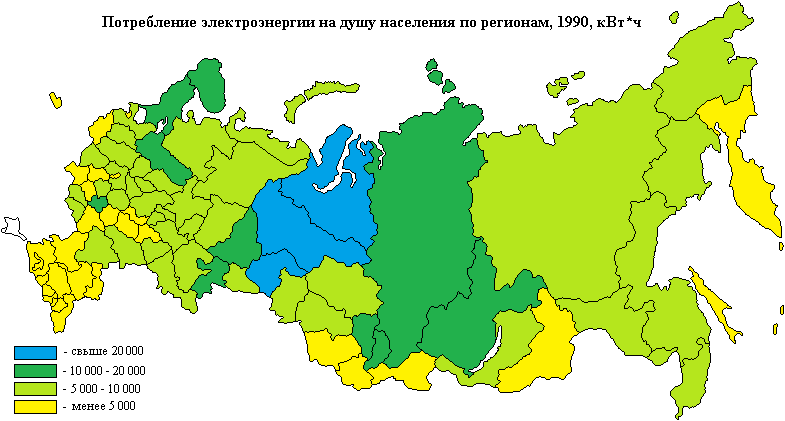 Потребление электроэнергии на душу населения по регионам, 1990, кВт*ч
- свыше 20 000
- 10 000 - 20 000
- 5 000 - 10 000
- менее 5 000